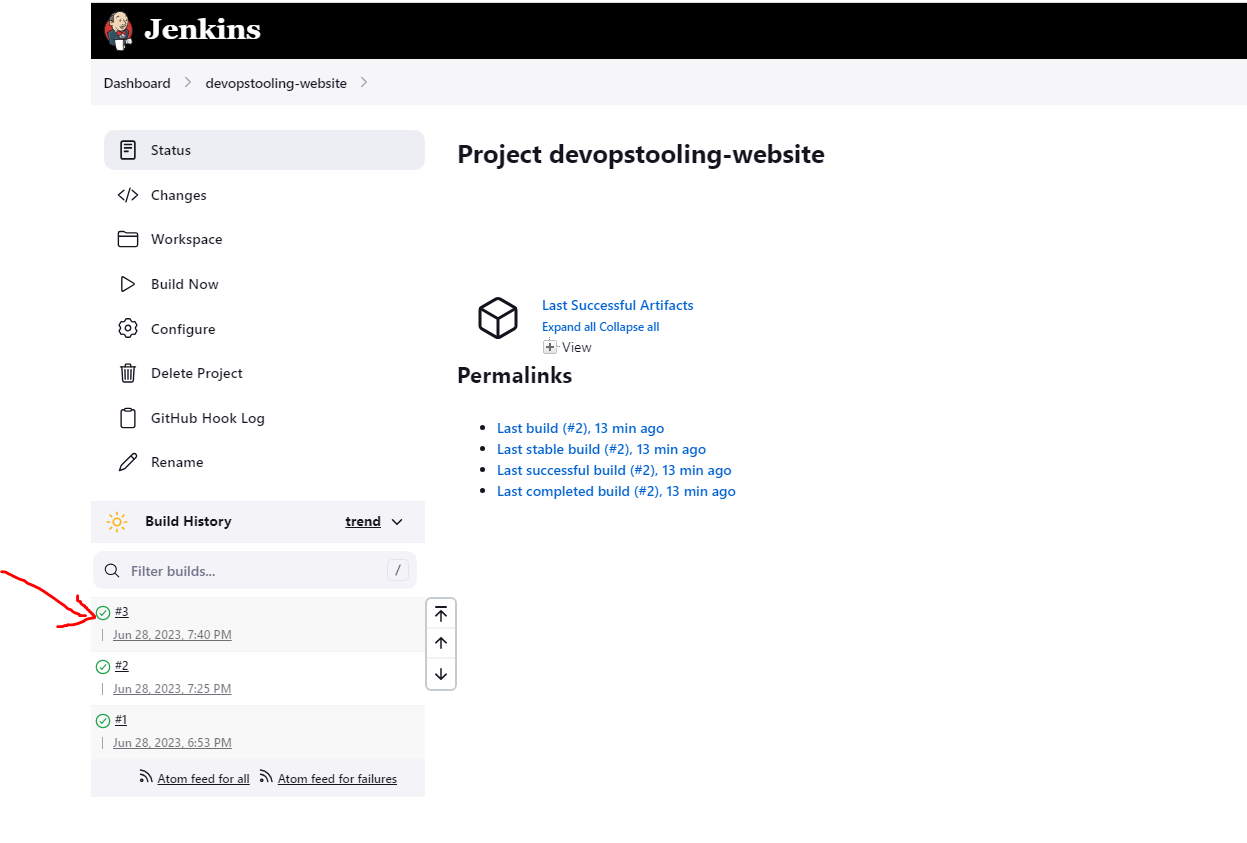 Jenkins
Dashboard devopstooling-website
Status
Changes
Workspace
Build Now
Configure
Delete Project
GitHub Hook Log
Rename
Build History trend
Filter builds... /
#3
Jun 28, 2023, 7:40 PM
#2
Jun 28, 2023, 7:25 PM
#1
Jun 28, 2023, 6:53 PM
Atom feed for all Atom feed for failures
Project devopstooling-website
Last Successful Artifacts
Expand all Collapse all
View
Permalinks
Last build (#2), 13 min ago
Last stable build (#2), 13 min ago
Last successful build (#2), 13 min ago
Last completed build (#2), 13 min ago